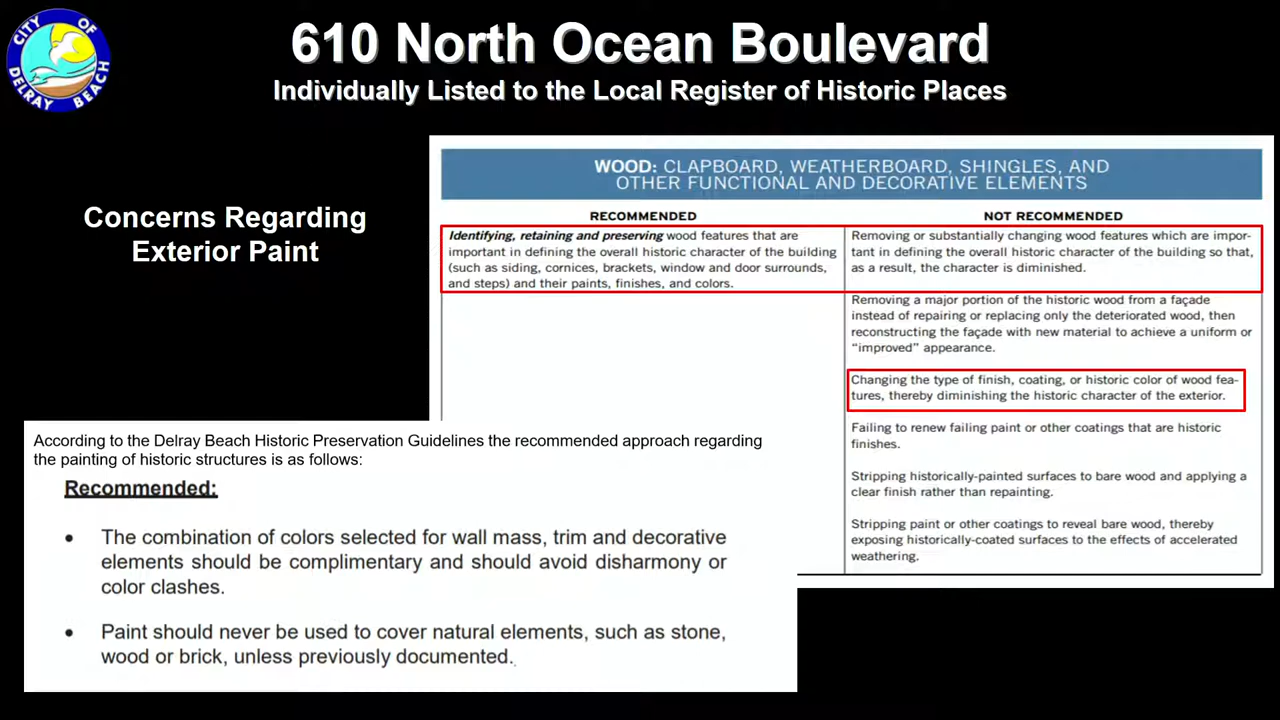 CITY OF
DELRAY BEACH
610 North Ocean Boulevard
Individually Listed to the Local Register of Historic Places
Concerns Regarding
Exterior Paint
WOOD: CLAPBOARD, WEATHERBOARD, SHINGLES, AND
OTHER FUNCTIONAL AND DECORATIVE ELEMENTS
RECOMMENDED
Identifying, retaining and preserving wood features that are
important in defining the overall historic character of the building
(such as siding, cornices, brackets, window and door surrounds,
and steps) and their paints, finishes, and colors.
NOT RECOMMENDED
Removing or substantially changing wood features which are impor-
tant in defining the overall historic character of the building so that,
as a result, the character is diminished.
Removing a major portion of the historic wood from a façade
instead of repairing or replacing only the deteriorated wood, then
reconstructing the façade with new material to achieve a uniform or
“improved” appearance.
Changing the type of finish, coating, or historic color of wood fea-
tures, thereby diminishing the historic character of the exterior.
Failing to renew failing paint or other coatings that are historic
finishes.
Stripping historically-painted surfaces to bare wood and applying a
clear finish rather than repainting.
Stripping paint or other coatings to reveal bare wood, thereby
exposing historically-coated surfaces to the effects of accelerated
weathering.
According to the Delray Beach Historic Preservation Guidelines the recommended approach regarding
the painting of historic structures is as follows:
Recommended:
• The combination of colors selected for wall mass, trim and decorative
elements should be complimentary and should avoid disharmony or
color clashes.
• Paint should never be used to cover natural elements, such as stone,
wood or brick, unless previously documented.